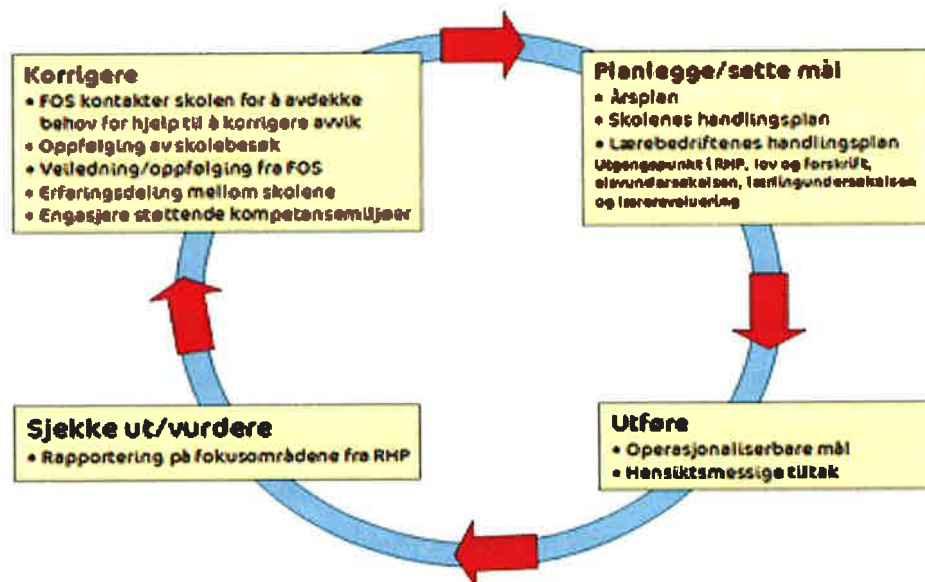 Korrigere
• FOS kontakter skolen for å avdekke
behov for hjelp til å korrigere avvik
• Oppfølging av skolebesøk
• Veiledning/oppfølging fra FOS
• Erfaringsdeling mellom skolene
• Engasjere støttende kompetansemiljøer
Planlegge/sette mål
• Årsplan
• Skolenes handlingsplan
• Lærebedriftenes handlingsplan
Utgangspunkt i RHP, lov og forskrift,
elevundersøkelsen, lærlingundersøkelsen
og lærerevaluering
Sjekke ut/vurdere
• Rapportering på fokusområdene fra RHP
Utføre
• Operasjonaliserbare mål
• Hensiktsmessige tiltak